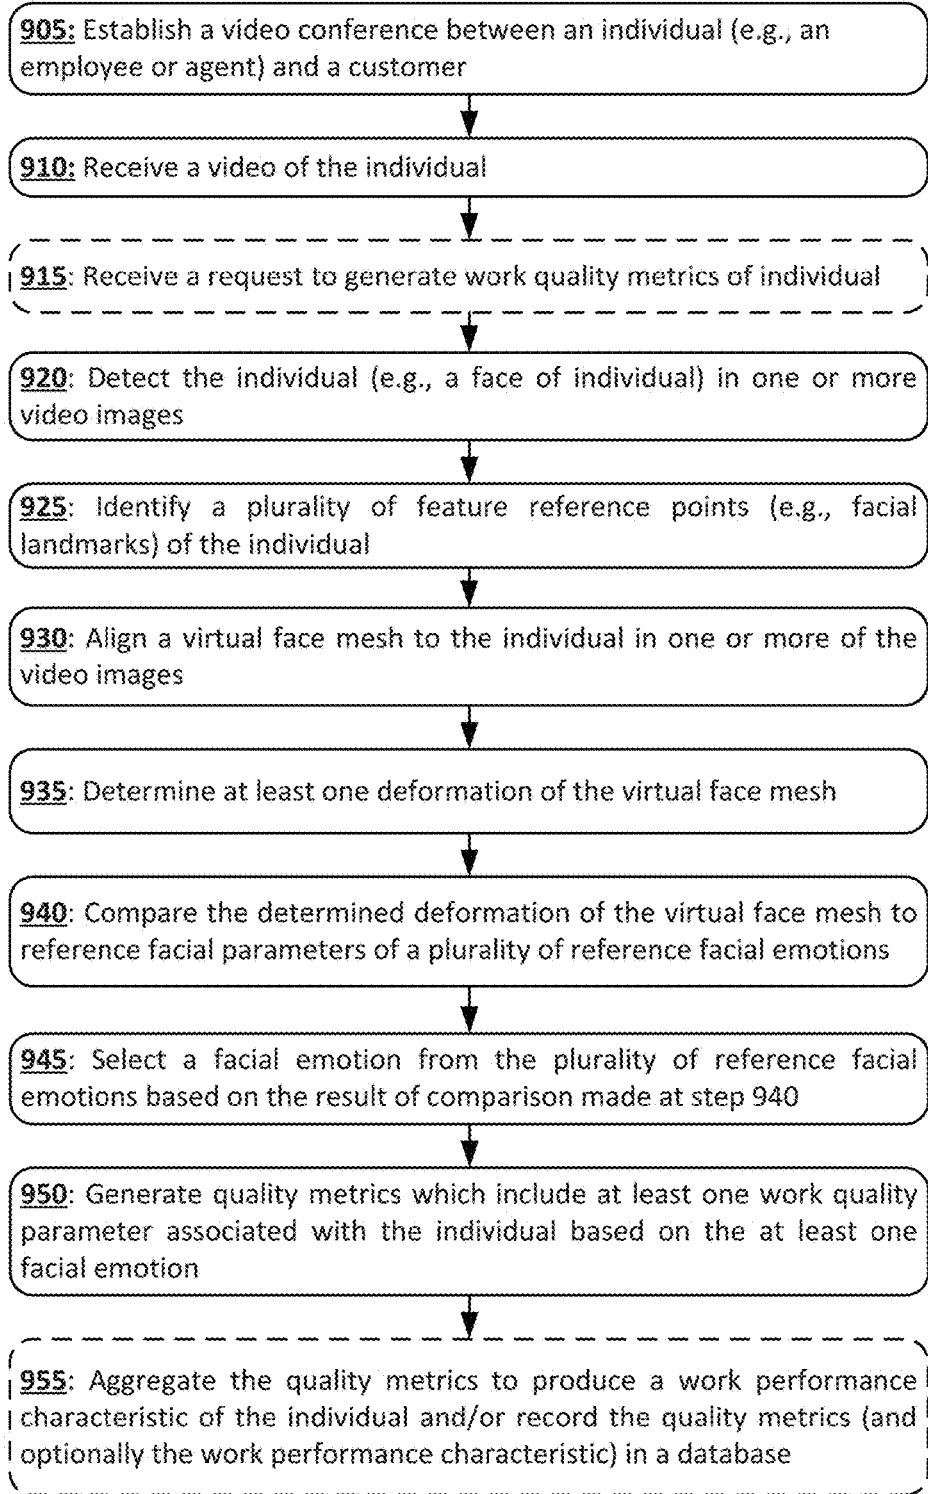 905: Establish a video conference between an individual (e.g., an
employee or agent) and a customer
910: Receive a video of the individual
915: Receive a request to generate work quality metrics of individual
920: Detect the individual (e.g., a face of individual) in one or more
video images
925: Identify a plurality of feature reference points (e.g., facial
landmarks) of the individual
930: Align a virtual face mesh to the individual in one or more of the
video images
935: Determine at least one deformation of the virtual face mesh
940: Compare the determined deformation of the virtual face mesh to
reference facial parameters of a plurality of reference facial emotions
945: Select a facial emotion from the plurality of reference facial
emotions based on the result of comparison made at step 940
950: Generate quality metrics which include at least one work quality
parameter associated with the individual based on the at least one
facial emotion
955: Aggregate the quality metrics to produce a work performance
characteristic of the individual and/or record the quality metrics (and
optionally the work performance characteristic) in a database